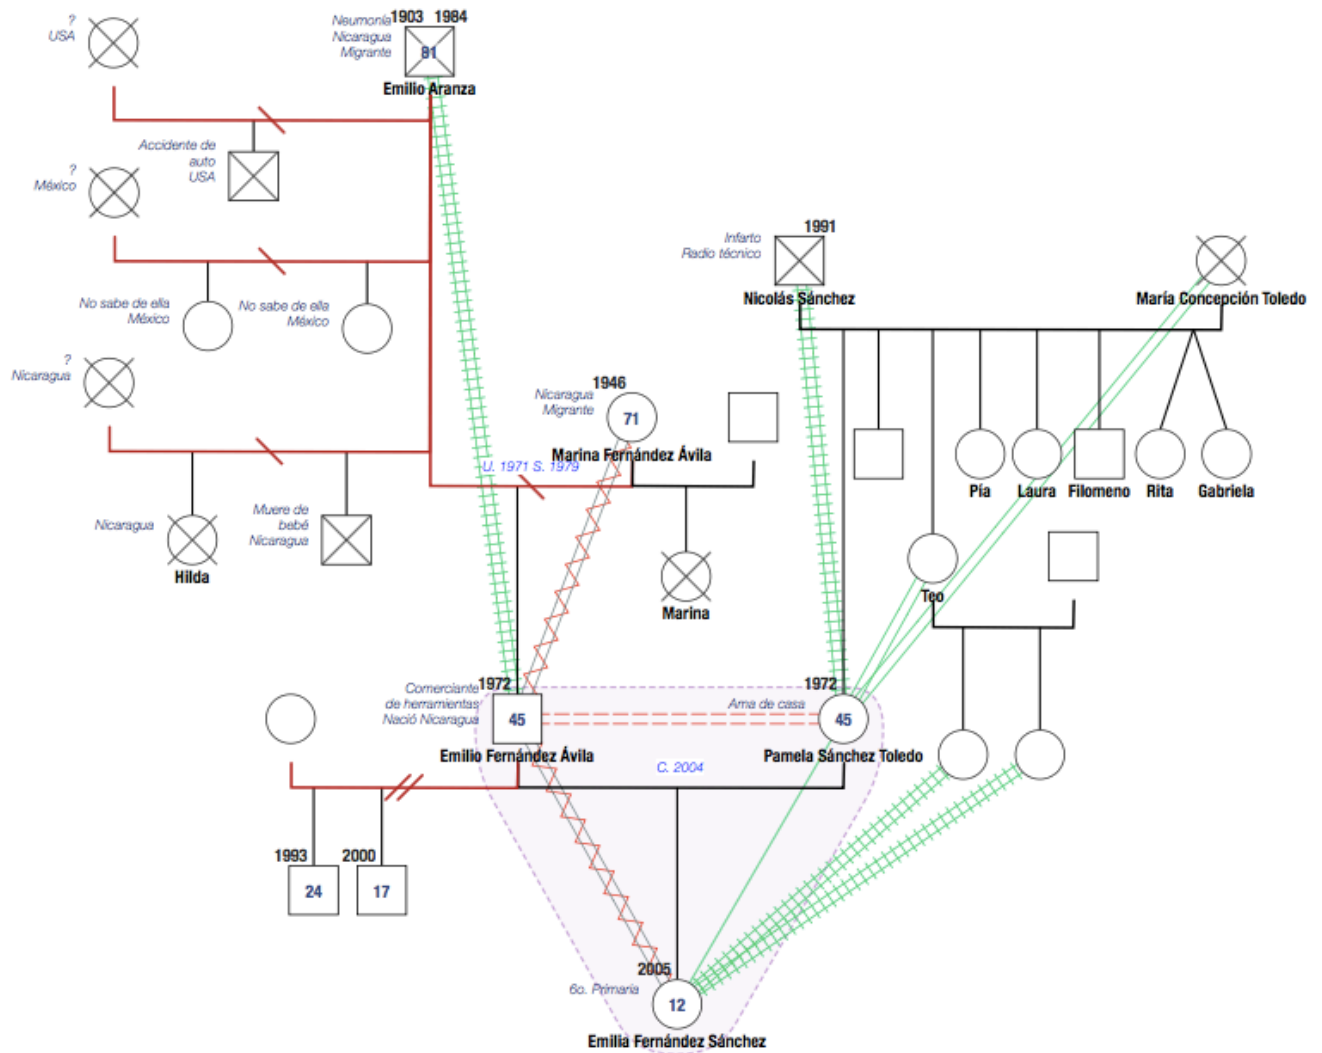 ?
USA
Neumonía
Nicaragua
Migrante
1903 1984
81
Emilio Aranza
Accidente de
auto
USA
?
México
No sabe de ella
México
No sabe de ella
México
1991
Infarto
Radio técnico
Nicolás Sánchez
María Concepción Toledo
?
Nicaragua
1946
Nicaragua
Migrante
71
Marina Fernández Ávila
U. 1971 S. 1979
Pía
Laura
Filomeno
Rita
Gabriela
Nicaragua
Hilda
Muere de
bebé
Nicaragua
Marina
Teo
1972
Comerciante
de herramientas
Nació Nicaragua
45
Emilio Fernández Ávila
1972
Ama de casa
45
Pamela Sánchez Toledo
C. 2004
1993
24
2000
17
2005
6o. Primaria
12
Emilia Fernández Sánchez